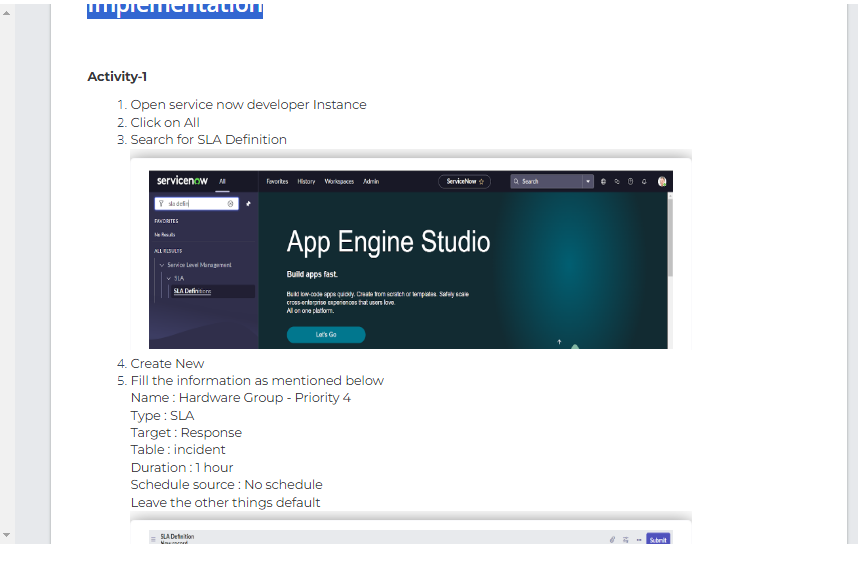 Implementation
Activity-1
1. Open service now developer Instance
2. Click on All
3. Search for SLA Definition
servicenow All Favorites History Workspaces Admin ServiceNow Search
sla defin
FAVORITES
No Results
ALL RESULTS
Service Level Management
SLA
SLA Definitions
App Engine Studio
Build apps fast.
Build low-code apps quickly. Create from scratch or templates. Safely scale
cross-enterprise experiences that users love.
All on one platform.
Let's Go
4. Create New
5. Fill the information as mentioned below
Name : Hardware Group - Priority 4
Type : SLA
Target : Response
Table : incident
Duration : 1 hour
Schedule source : No schedule
Leave the other things default
SLA Definition
New record
Submit